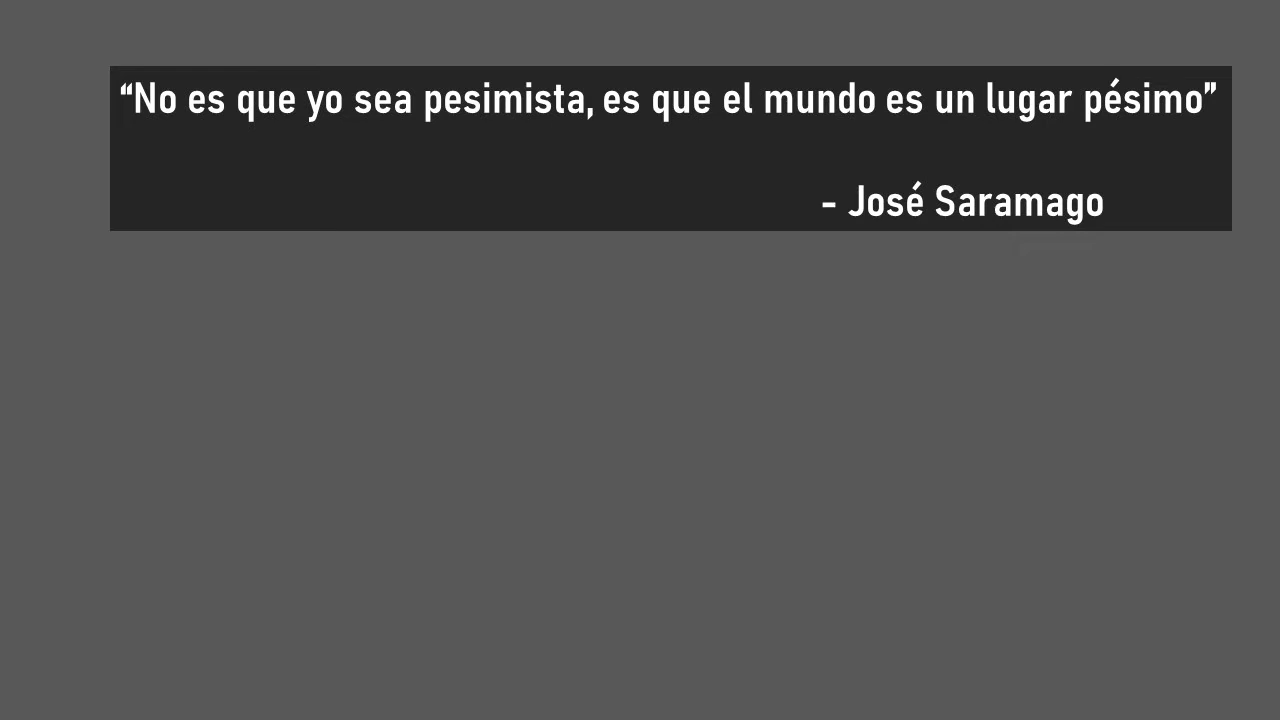 “No es que yo sea pesimista, es que el mundo es un lugar pésimo”
- José Saramago